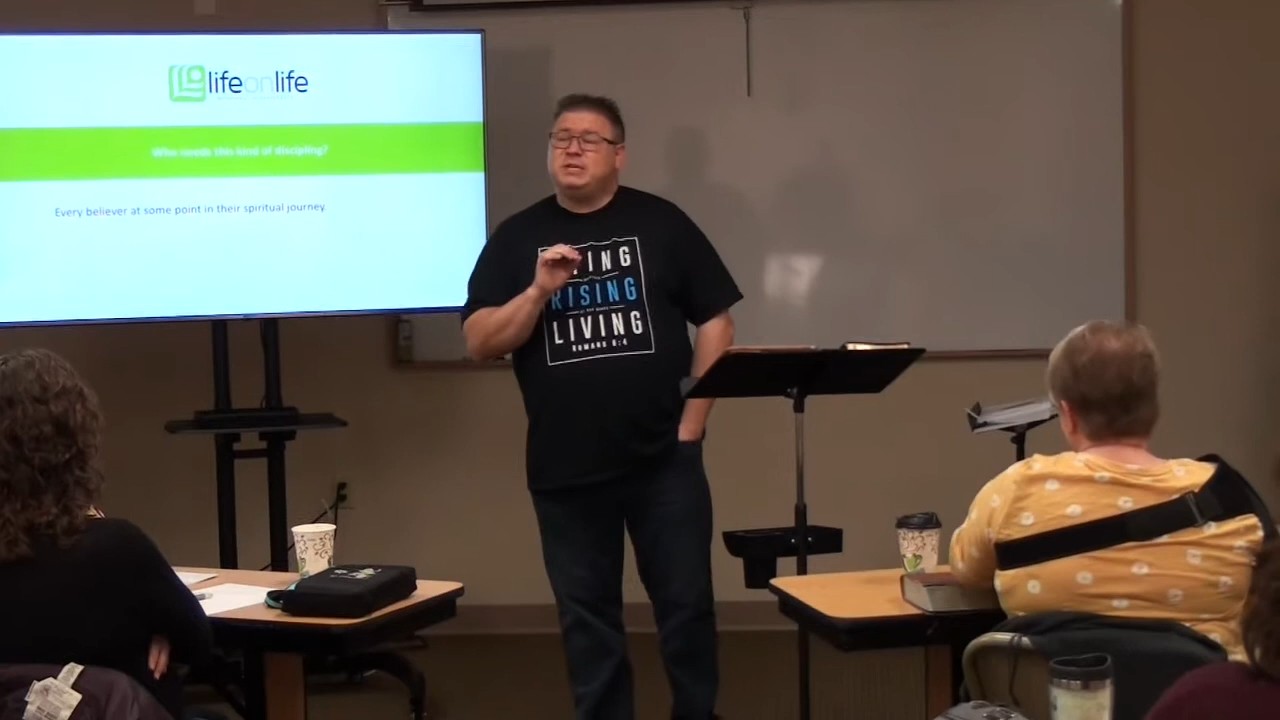 lifeonlife
Who needs this kind of discipling?
Every believer at some point in their spiritual journey.
RISING
LIVING
ROMANS 6:4